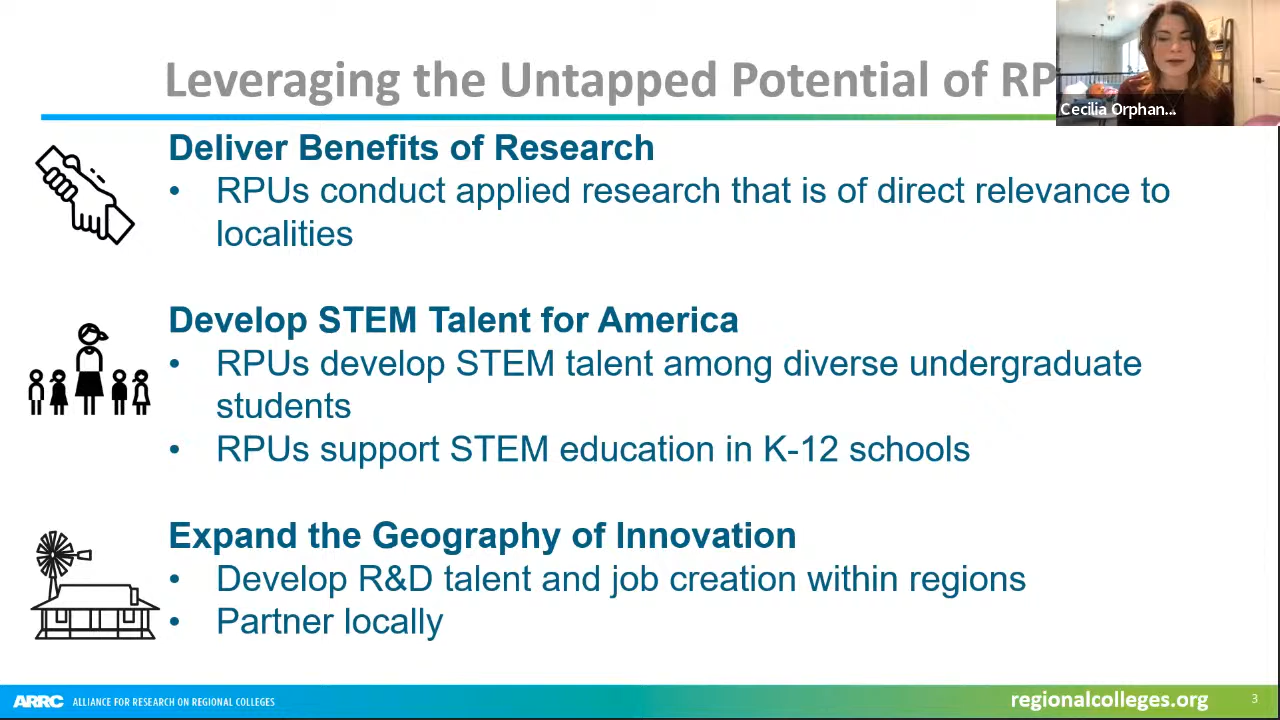 Leveraging the Untapped Potential of RP
Cecilia Orphan...
Deliver Benefits of Research
• RPUs conduct applied research that is of direct relevance to
localities
Develop STEM Talent for America
• RPUs develop STEM talent among diverse undergraduate
students
• RPUs support STEM education in K-12 schools
Expand the Geography of Innovation
• Develop R&D talent and job creation within regions
• Partner locally
ARRC ALLIANCE FOR RESEARCH ON REGIONAL COLLEGES
regionalcolleges.org
3